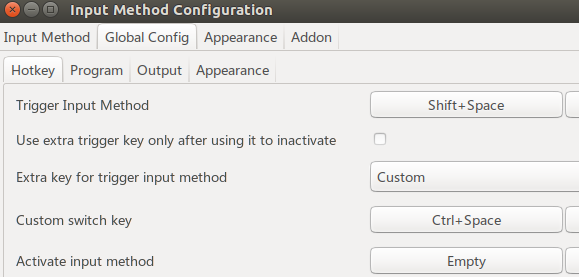 Input Method Configuration
Input Method Global Config Appearance Addon
Hotkey Program Output Appearance
Trigger Input Method Shift+Space
Use extra trigger key only after using it to inactivate
Extra key for trigger input method Custom
Custom switch key Ctrl+Space
Activate input method Empty